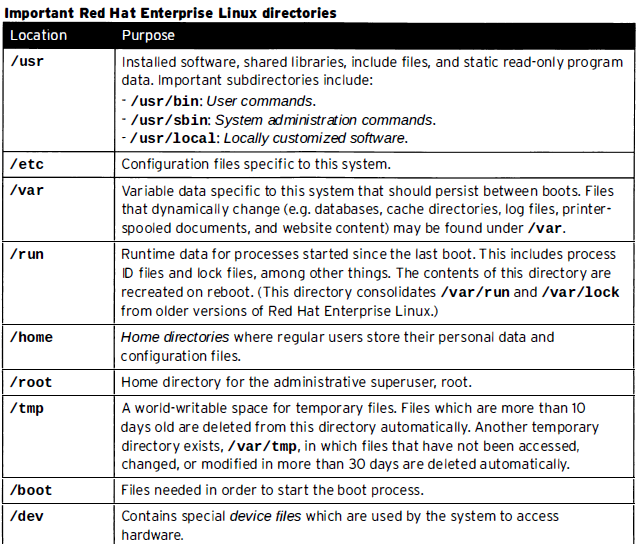 Important Red Hat Enterprise Linux directories
Location Purpose
/usr Installed software, shared libraries, include files, and static read-only program
data. Important subdirectories include:
- /usr/bin: User commands.
- /usr/sbin: System administration commands.
- /usr/local: Locally customized software.
/etc Configuration files specific to this system.
/var Variable data specific to this system that should persist between boots. Files
that dynamically change (e.g. databases, cache directories, log files, printer-
spooled documents, and website content) may be found under /var.
/run Runtime data for processes started since the last boot. This includes process
ID files and lock files, among other things. The contents of this directory are
recreated on reboot. (This directory consolidates /var/run and /var/lock
from older versions of Red Hat Enterprise Linux.)
/home Home directories where regular users store their personal data and
configuration files.
/root Home directory for the administrative superuser, root.
/tmp A world-writable space for temporary files. Files which are more than 10
days old are deleted from this directory automatically. Another temporary
directory exists, /var/tmp, in which files that have not been accessed,
changed, or modified in more than 30 days are deleted automatically.
/boot Files needed in order to start the boot process.
/dev Contains special device files which are used by the system to access
hardware.